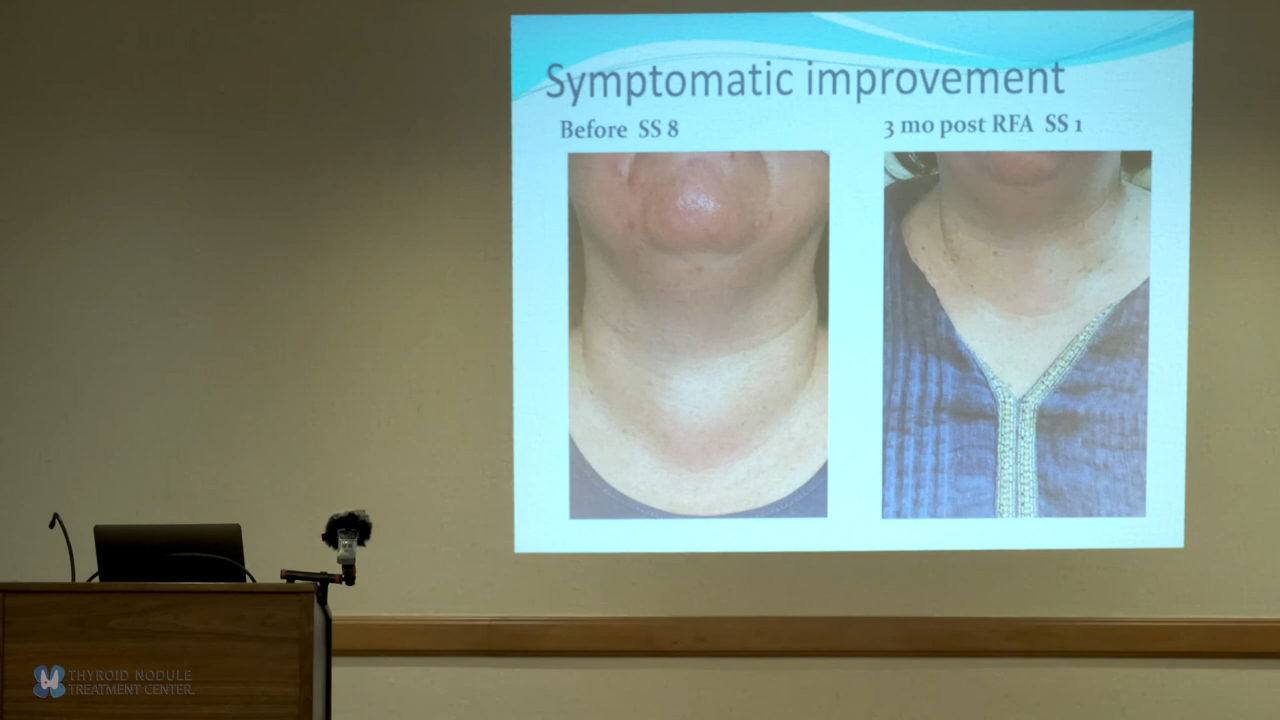 Symptomatic improvement
Before SS 8
3 mo post RFA SS 1
THYROID NODULE
TREATMENT CENTER